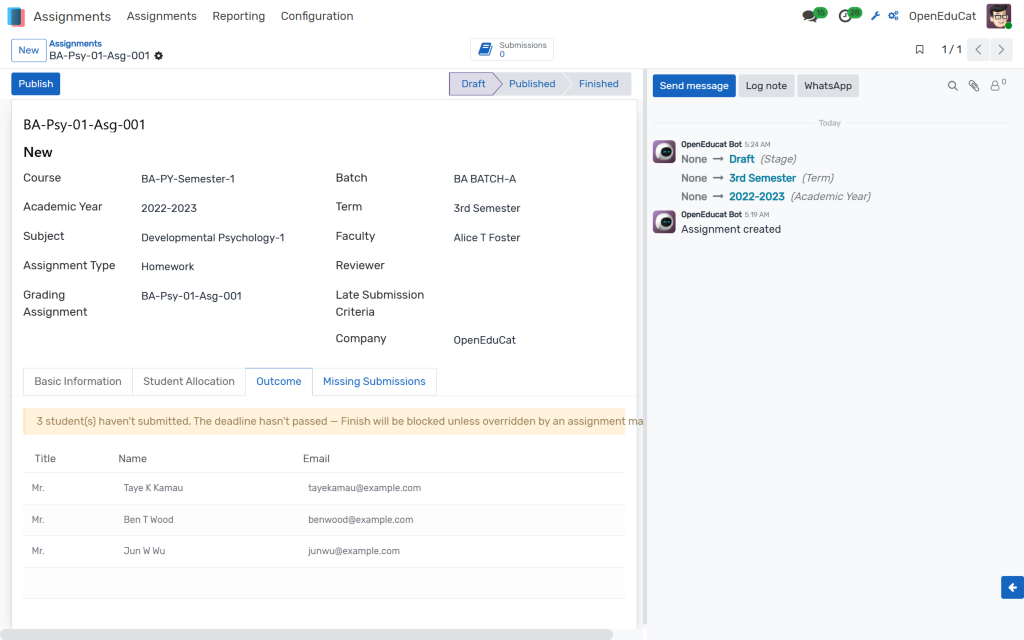 Assignments Assignments Reporting Configuration 15 28 OpenEduCat
New Assignments
BA-Psy-01-Asg-001
Submissions
0
1 / 1
Publish Draft Published Finished
Send message Log note WhatsApp 0
BA-Psy-01-Asg-001
New
Course BA-PY-Semester-1 Batch BA BATCH-A
Academic Year 2022-2023 Term 3rd Semester
Subject Developmental Psychology-1 Faculty Alice T Foster
Assignment Type Homework Reviewer
Grading Assignment BA-Psy-01-Asg-001 Late Submission Criteria
Company OpenEduCat
Basic Information Student Allocation Outcome Missing Submissions
3 student(s) haven't submitted. The deadline hasn't passed — Finish will be blocked unless overridden by an assignment ma
Title Name Email
Mr. Taye K Kamau tayekamau@example.com
Mr. Ben T Wood benwood@example.com
Mr. Jun W Wu junwu@example.com
Today
OpenEducat Bot 5:24 AM
None → Draft (Stage)
None → 3rd Semester (Term)
None → 2022-2023 (Academic Year)
OpenEducat Bot 5:19 AM
Assignment created